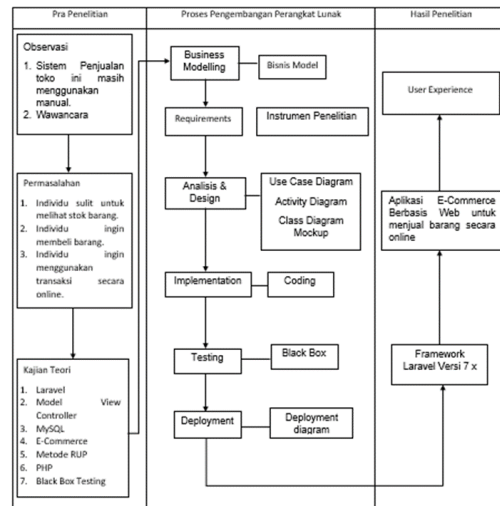 Pra Penelitian
Observasi
1. Sistem Penjualan
toko ini masih
menggunakan
manual.
2. Wawancara
Permasalahan
1. Individu sulit untuk
melihat stok barang.
2. Individu ingin
membeli barang.
3. Individu ingin
menggunakan
transaksi secara
online.
Kajian Teori
1. Laravel
2. Model View
Controller
3. MySQL
4. E-Commerce
5. Metode RUP
6. PHP
7. Black Box Testing
Proses Pengembangan Perangkat Lunak
Business
Modelling
Bisnis Model
Requirements
Instrumen Penelitian
Analisis &
Design
Use Case Diagram
Activity Diagram
Class Diagram
Mockup
Implementation
Coding
Testing
Black Box
Deployment
Deployment
diagram
Hasil Penelitian
User Experience
Aplikasi E-Commerce
Berbasis Web untuk
menjual barang secara
online
Framework
Laravel Versi 7 x